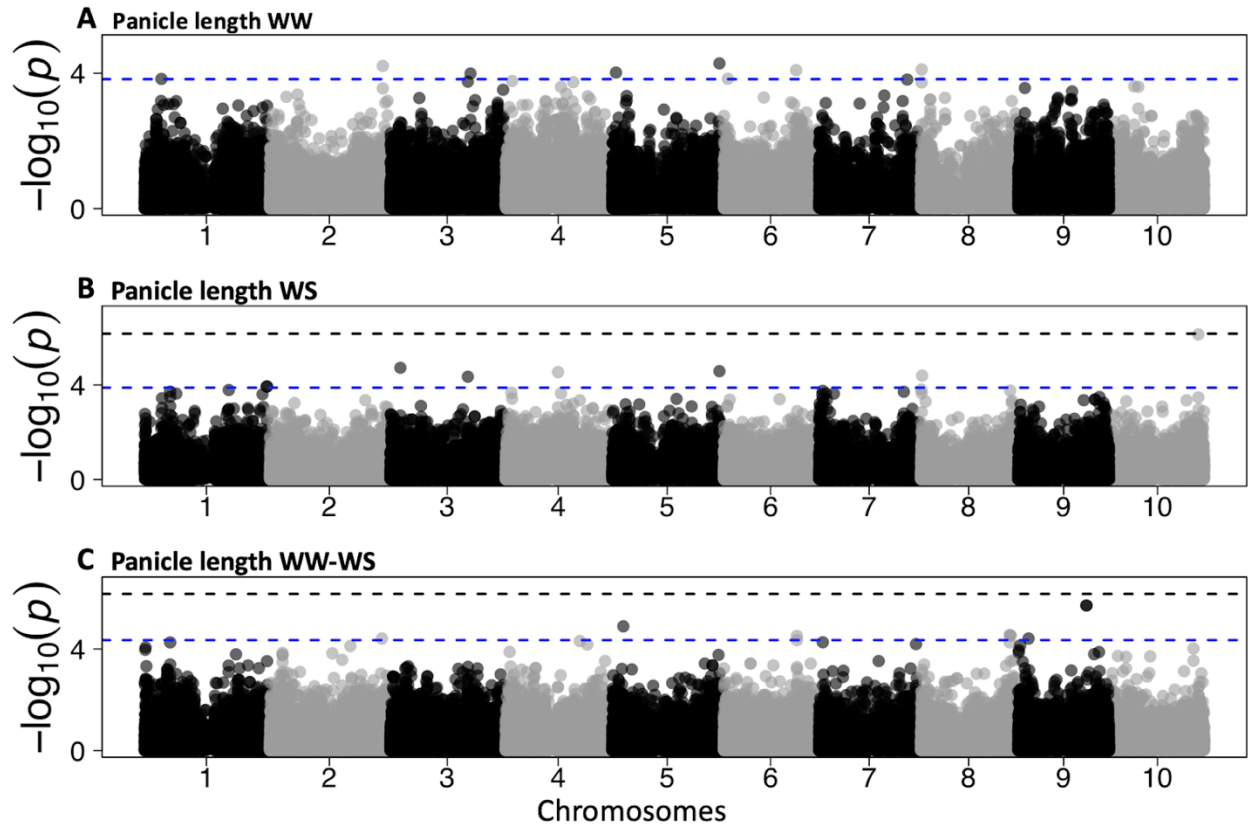 A Panicle length WW
−log10(p)
4
0
1 2 3 4 5 6 7 8 9 10
B Panicle length WS
−log10(p)
4
0
1 2 3 4 5 6 7 8 9 10
C Panicle length WW-WS
−log10(p)
4
0
1 2 3 4 5 6 7 8 9 10
Chromosomes